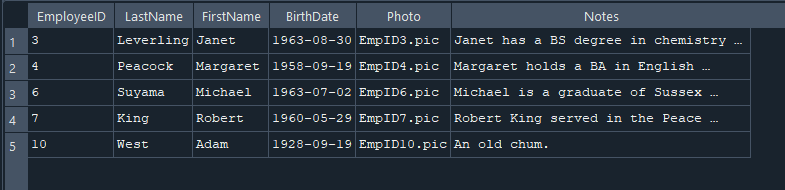 EmployeeID LastName FirstName BirthDate Photo Notes
1 3 Leverling Janet 1963-08-30 EmpID3.pic Janet has a BS degree in chemistry …
2 4 Peacock Margaret 1958-09-19 EmpID4.pic Margaret holds a BA in English …
3 6 Suyama Michael 1963-07-02 EmpID6.pic Michael is a graduate of Sussex …
4 7 King Robert 1960-05-29 EmpID7.pic Robert King served in the Peace …
5 10 West Adam 1928-09-19 EmpID10.pic An old chum.